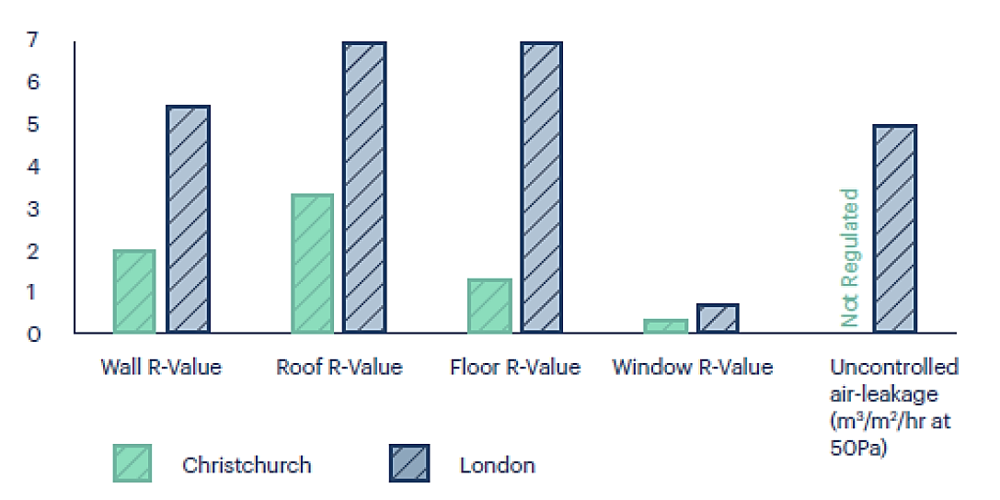 7
6
5
4
3
2
1
0
Not Regulated
Wall R-Value
Roof R-Value
Floor R-Value
Window R-Value
Uncontrolled
air-leakage
(m³/m²/hr at
50Pa)
Christchurch
London